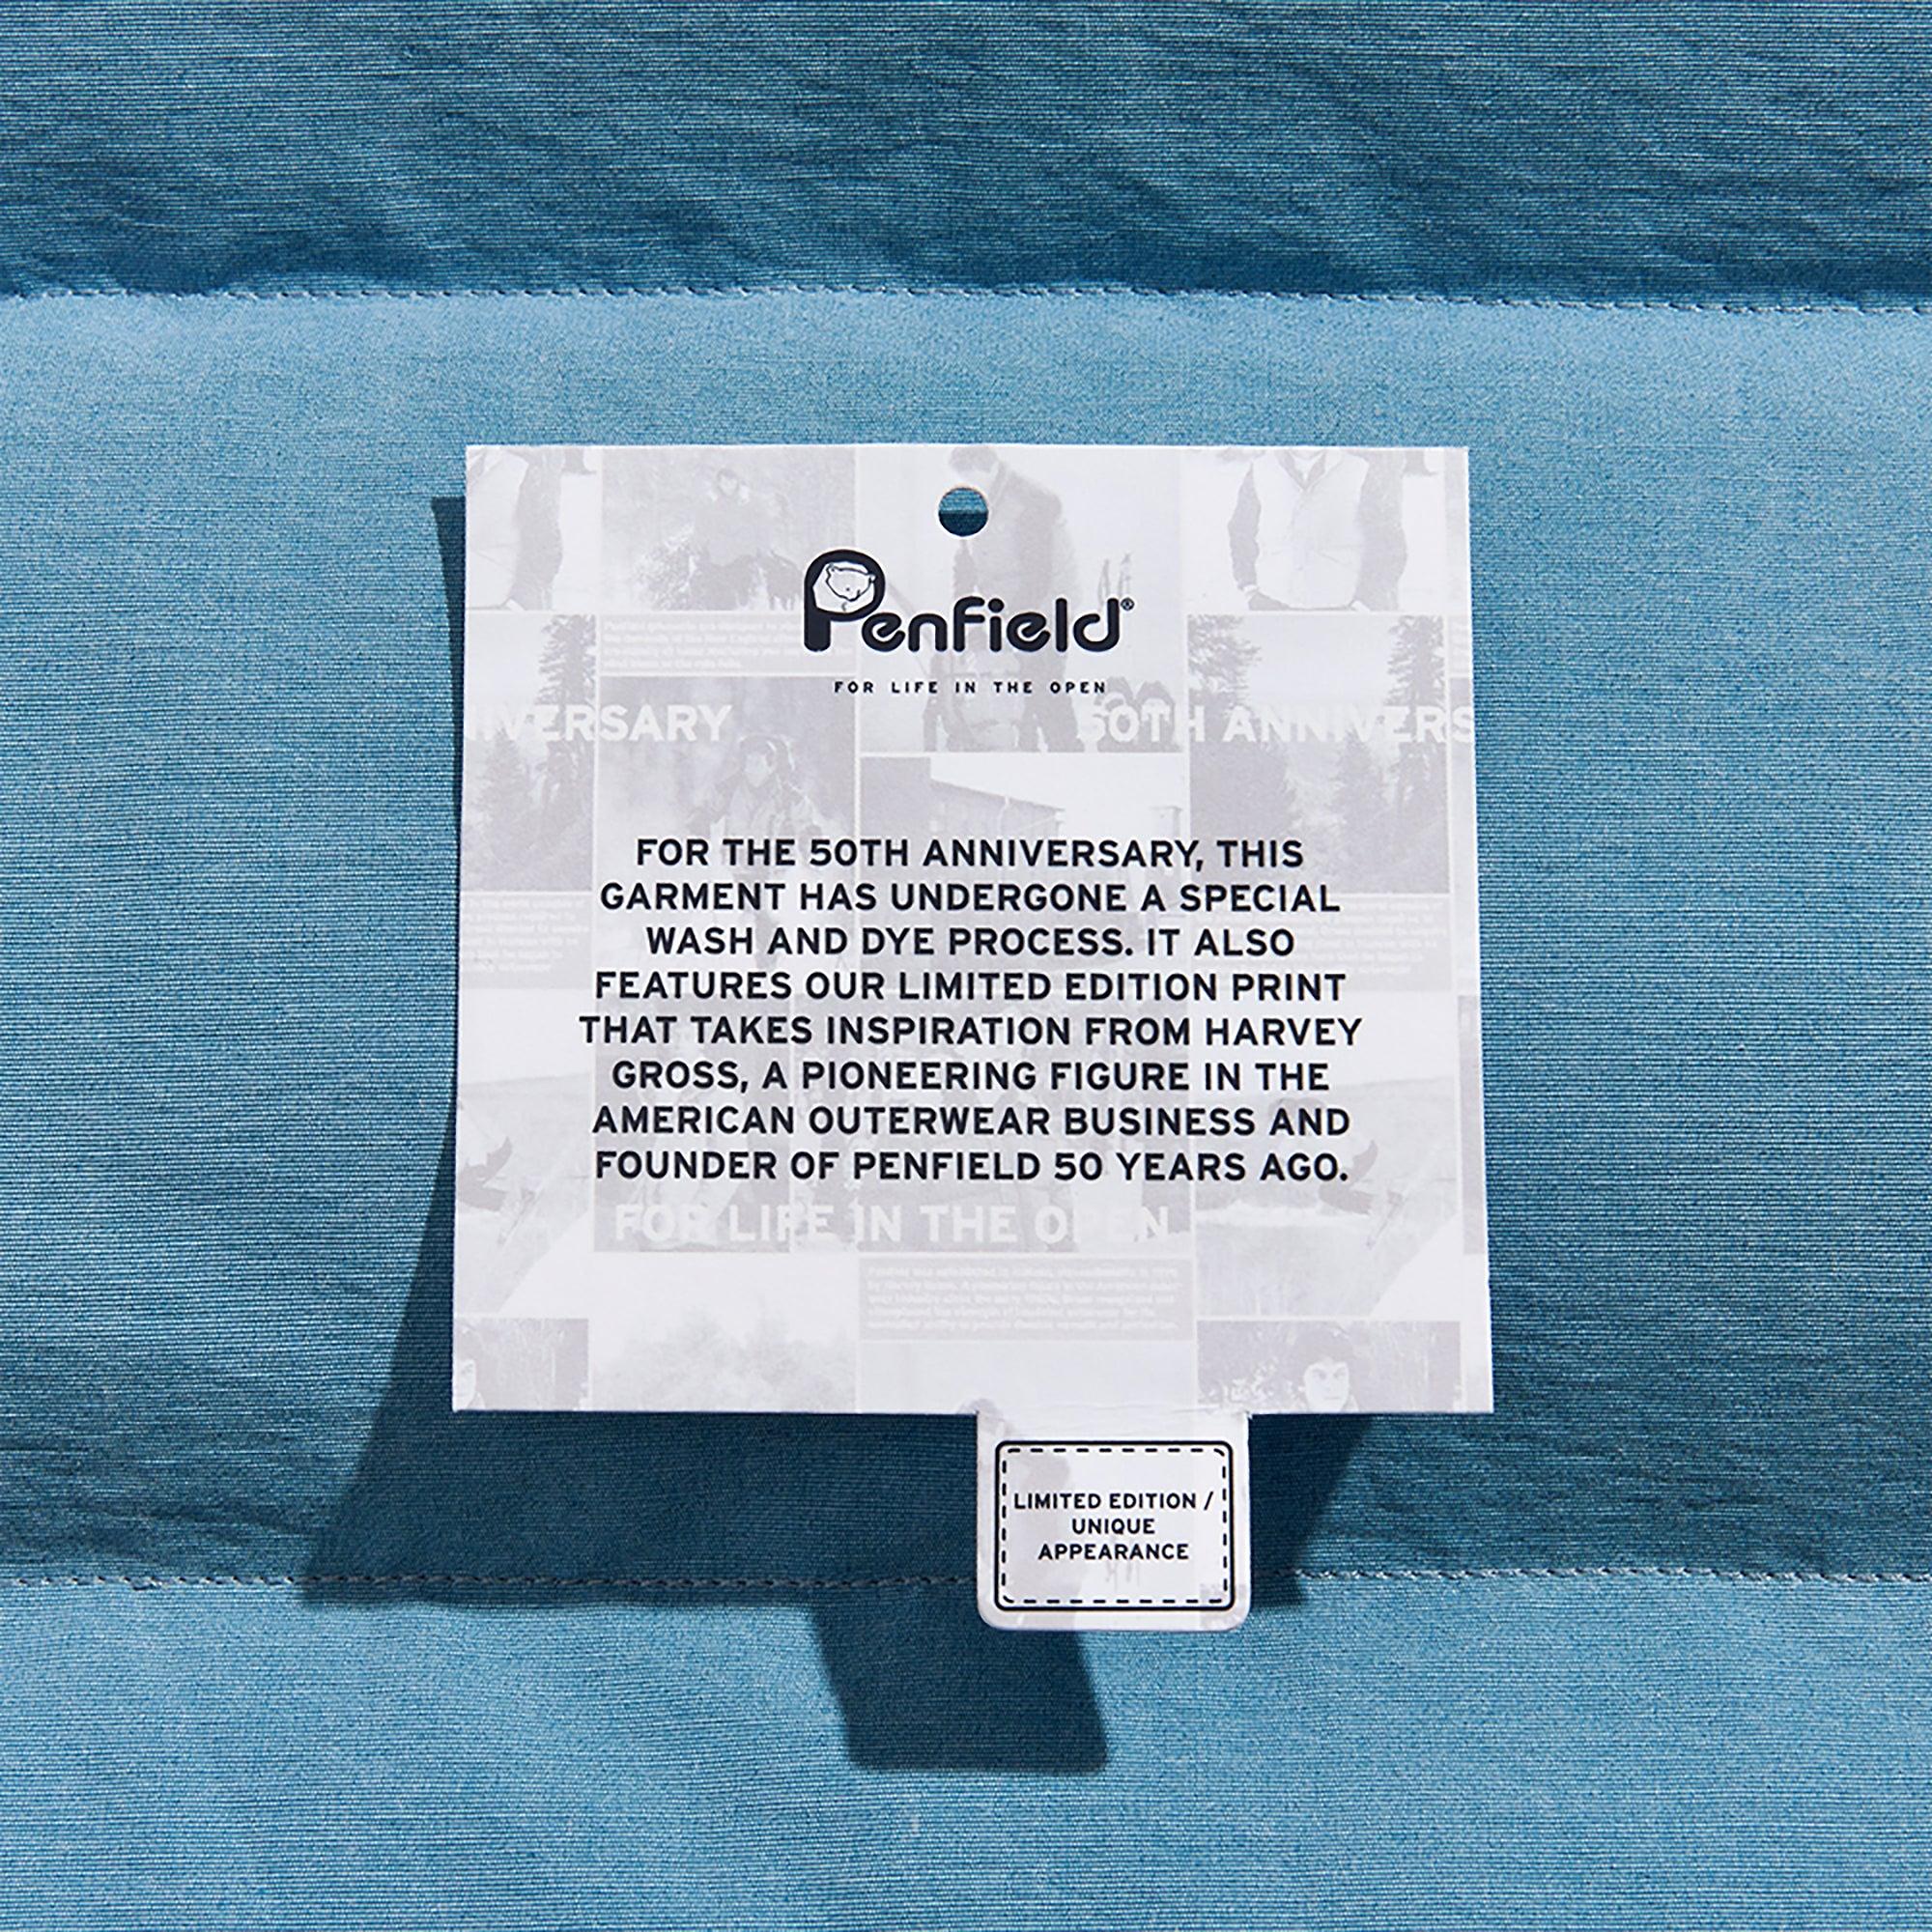 Penfield®
FOR LIFE IN THE OPEN
IVERSARY
50TH ANNIVERS
FOR THE 50TH ANNIVERSARY, THIS
GARMENT HAS UNDERGONE A SPECIAL
WASH AND DYE PROCESS. IT ALSO
FEATURES OUR LIMITED EDITION PRINT
THAT TAKES INSPIRATION FROM HARVEY
GROSS, A PIONEERING FIGURE IN THE
AMERICAN OUTERWEAR BUSINESS AND
FOUNDER OF PENFIELD 50 YEARS AGO.
FOR LIFE IN THE OPEN
LIMITED EDITION /
UNIQUE
APPEARANCE